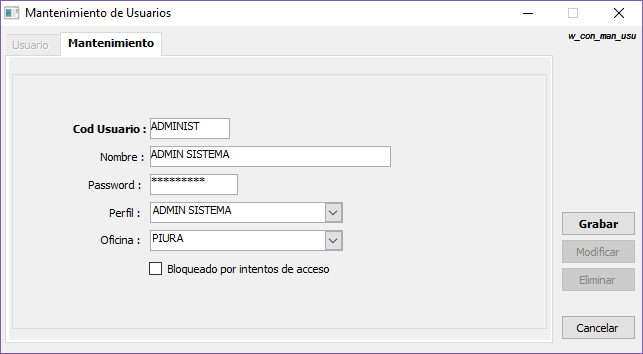 Mantenimiento de Usuarios
Usuario
Mantenimiento
w_con_man_usu
Cod Usuario : ADMINIST
Nombre : ADMIN SISTEMA
Password : *********
Perfil : ADMIN SISTEMA
Oficina : PIURA
Bloqueado por intentos de acceso
Grabar
Modificar
Eliminar
Cancelar